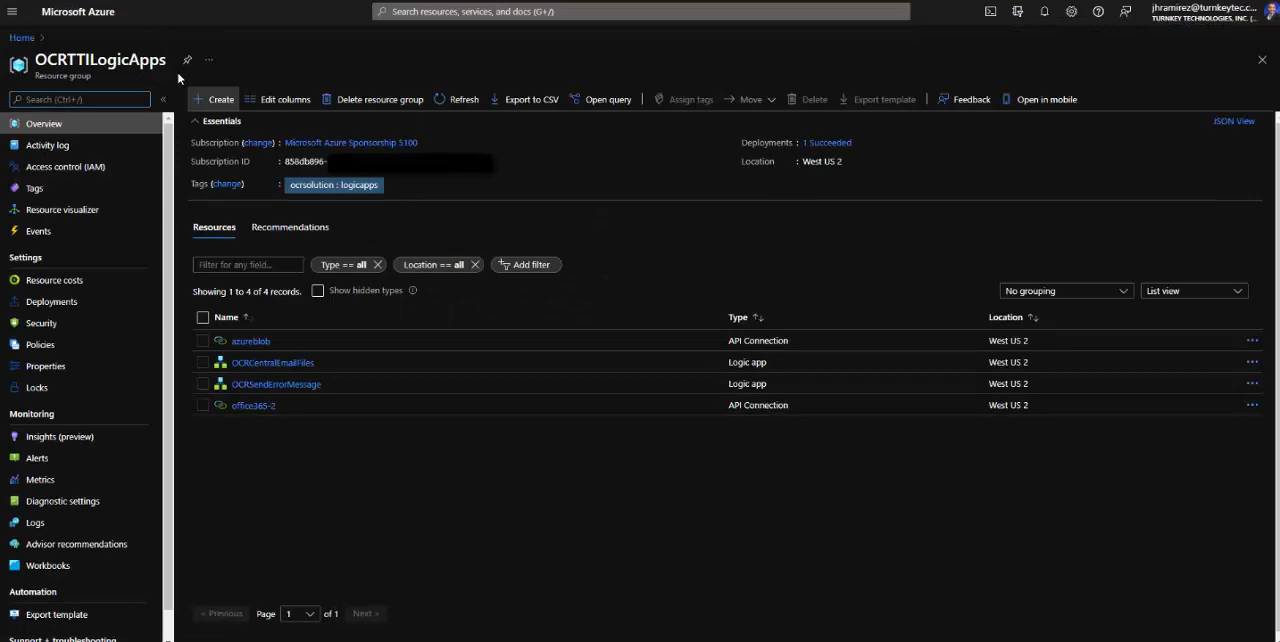 Microsoft Azure
Search resources, services, and docs (G+/)
jhramirez@turnkeytec.c...
TURNKEY TECHNOLOGIES, INC. (...
Home >
OCRTTILogicApps
Resource group
Search (Ctrl+/)
Create
Edit columns
Delete resource group
Refresh
Export to CSV
Open query
Assign tags
Move
Delete
Export template
Feedback
Open in mobile
Overview
Activity log
Access control (IAM)
Tags
Resource visualizer
Events
Settings
Resource costs
Deployments
Security
Policies
Properties
Locks
Monitoring
Insights (preview)
Alerts
Metrics
Diagnostic settings
Logs
Advisor recommendations
Workbooks
Automation
Export template
Support + troubleshooting
Essentials
JSON View
Subscription (change) : Microsoft Azure Sponsorship 5100
Deployments : 1 Succeeded
Subscription ID : 858db896-
Location : West US 2
Tags (change) : ocrsolution : logicapps
Resources
Recommendations
Filter for any field...
Type == all
Location == all
Add filter
Showing 1 to 4 of 4 records.
Show hidden types
No grouping
List view
Name Type Location
azureblob API Connection West US 2
OCRCentralEmailFiles Logic app West US 2
OCRSendErrorMessage Logic app West US 2
office365-2 API Connection West US 2
< Previous Page 1 of 1 Next >